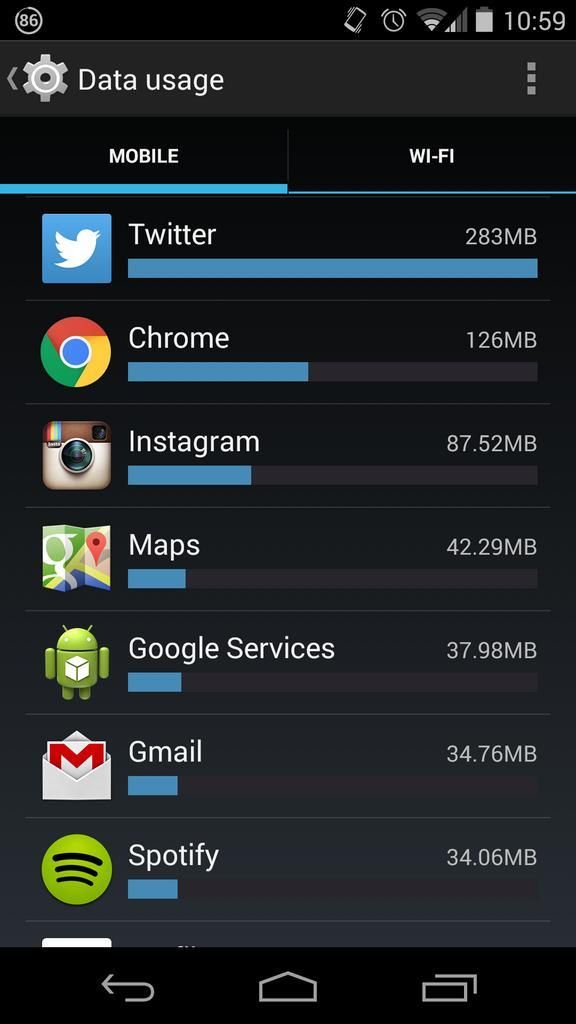 86 10:59
Data usage
MOBILE WI-FI
Twitter 283MB
Chrome 126MB
Instagram 87.52MB
Maps 42.29MB
Google Services 37.98MB
Gmail 34.76MB
Spotify 34.06MB